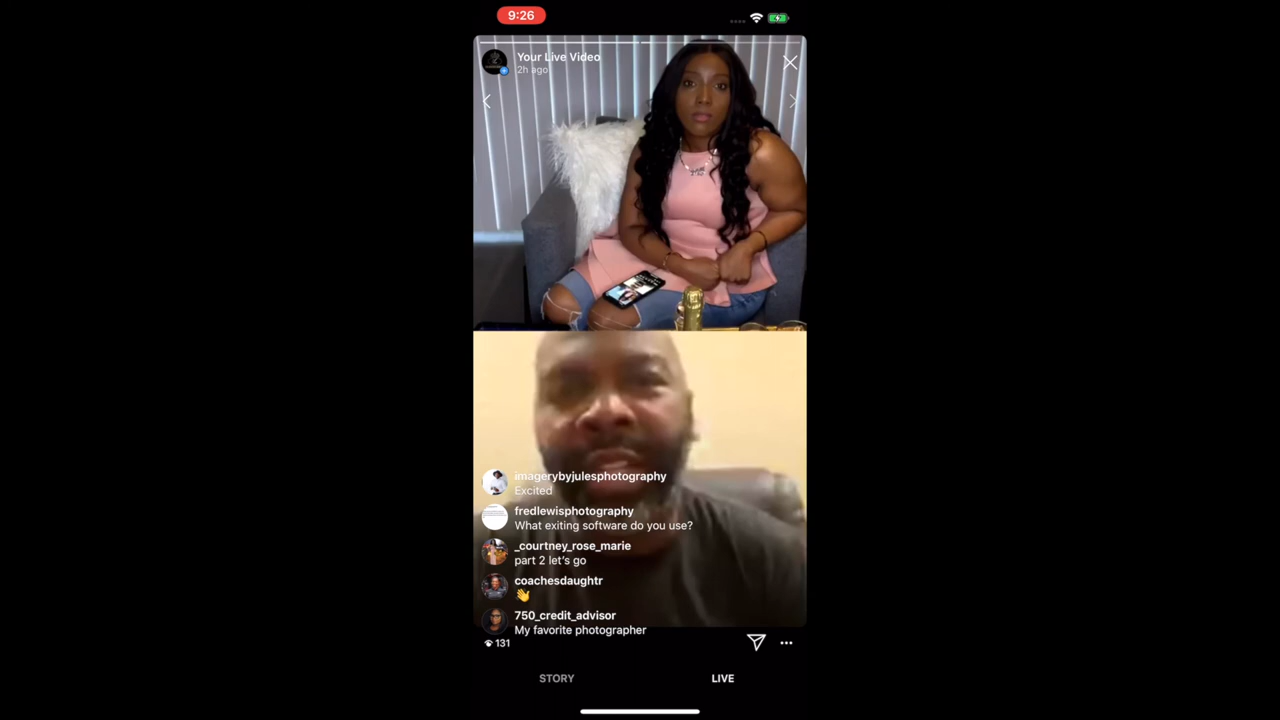 9:26
Your Live Video
2h ago
imagerybyjulesphotography
Excited
fredlewisphotography
What exiting software do you use?
_courtney_rose_marie
part 2 let's go
coachesdaughtr
👋
750_credit_advisor
My favorite photographer
131
STORY
LIVE